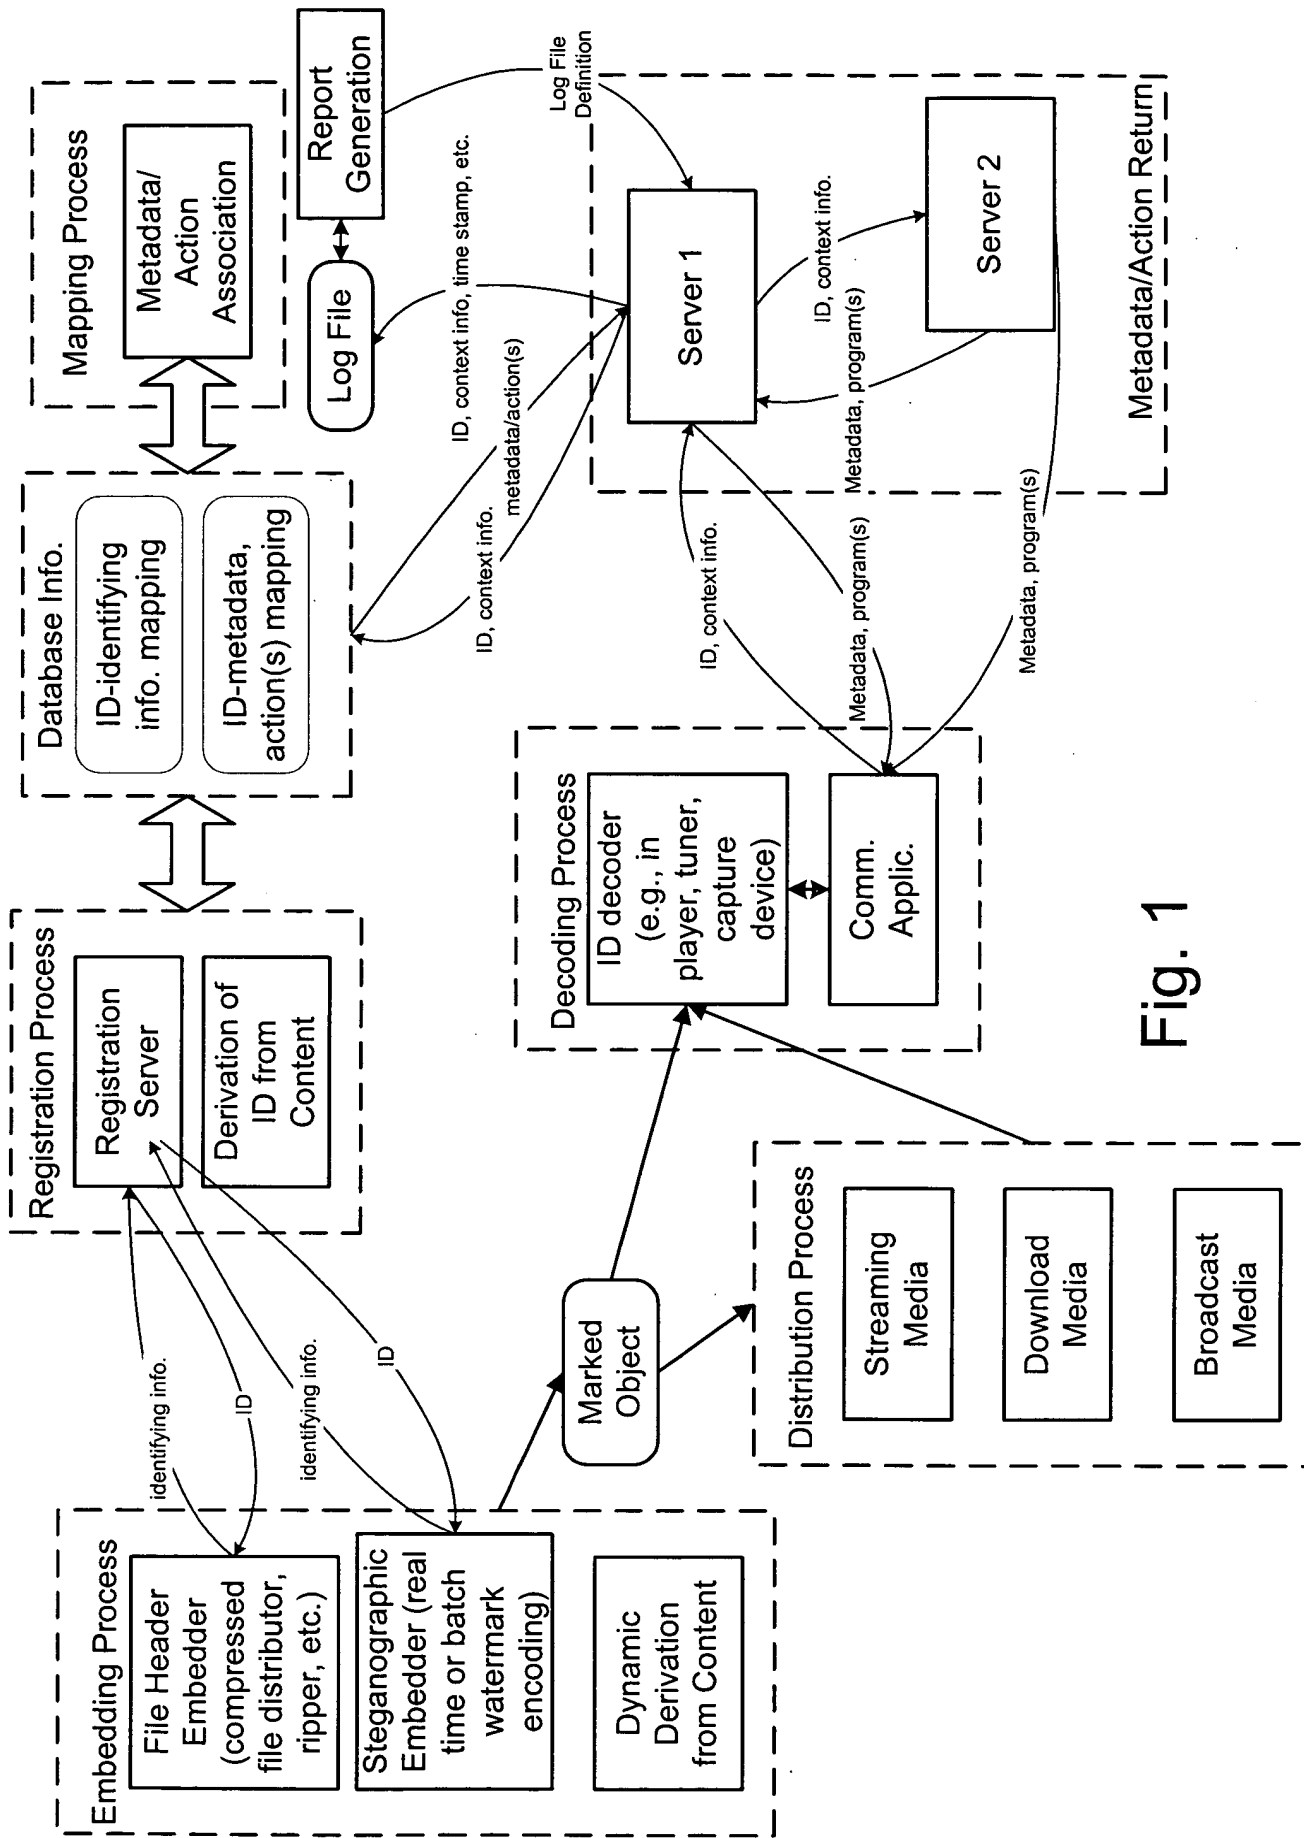 Embedding Process
File Header
Embedder
(compressed
file distributor,
ripper, etc.)
Steganographic
Embedder (real
time or batch
watermark
encoding)
Dynamic
Derivation
from Content
identifying info.
ID
identifying info.
ID
Registration Process
Registration
Server
Derivation of
ID from
Content
Database Info.
ID-identifying
info. mapping
ID-metadata,
action(s) mapping
Mapping Process
Metadata/
Action
Association
Marked
Object
Distribution Process
Streaming
Media
Download
Media
Broadcast
Media
Decoding Process
ID decoder
(e.g., in
player, tuner,
capture
device)
Comm.
Applic.
ID, context info.
metadata/action(s)
ID, context info, time stamp, etc.
Log File
Report
Generation
Log File
Definition
ID, context info.
Metadata, program(s)
Metadata, program(s)
Server 1
ID, context info.
Metadata, program(s)
Server 2
Metadata/Action Return
Fig. 1